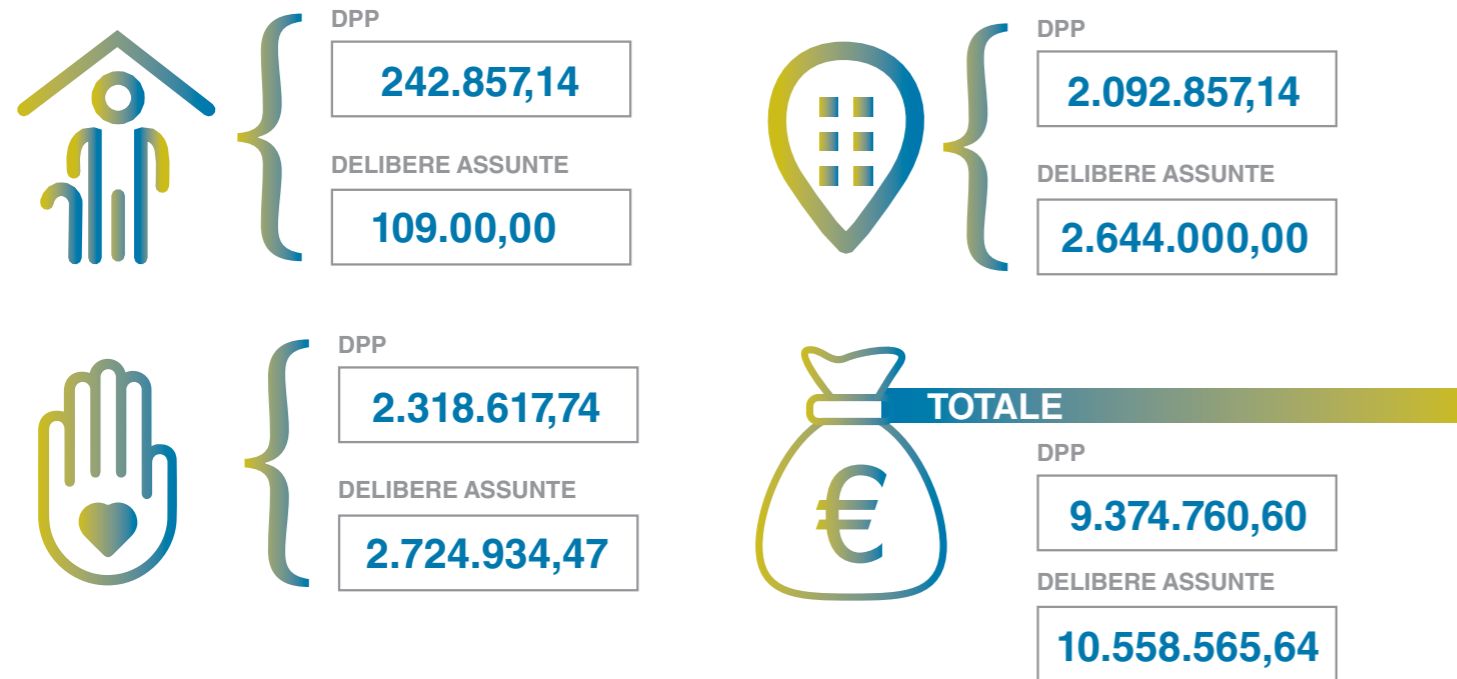 DPP
242.857,14
DELIBERE ASSUNTE
109.00,00
DPP
2.092.857,14
DELIBERE ASSUNTE
2.644.000,00
DPP
2.318.617,74
DELIBERE ASSUNTE
2.724.934,47
€
TOTALE
DPP
9.374.760,60
DELIBERE ASSUNTE
10.558.565,64